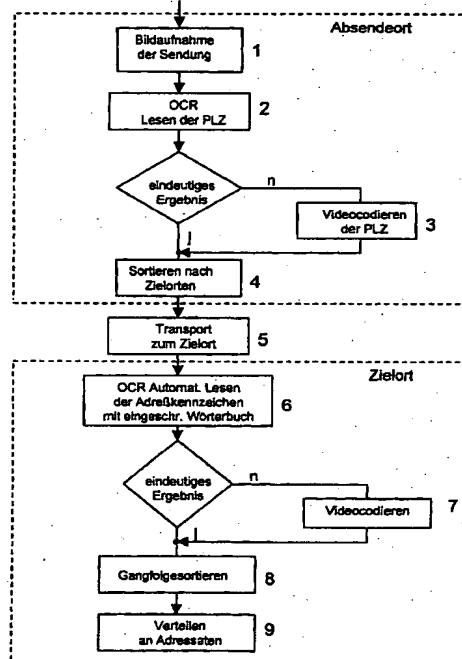 Absendeort
Bildaufnahme
der Sendung
1
OCR
Lesen der PLZ
2
eindeutiges
Ergebnis
n
j
Videocodieren
der PLZ
3
Sortieren nach
Zielorten
4
Transport
zum Zielort
5
Zielort
OCR Automat. Lesen
der Adreßkennzeichen
mit eingeschr. Wörterbuch
6
eindeutiges
Ergebnis
n
j
Videocodieren
7
Gangfolgesortieren
8
Verteilen
an Adressaten
9